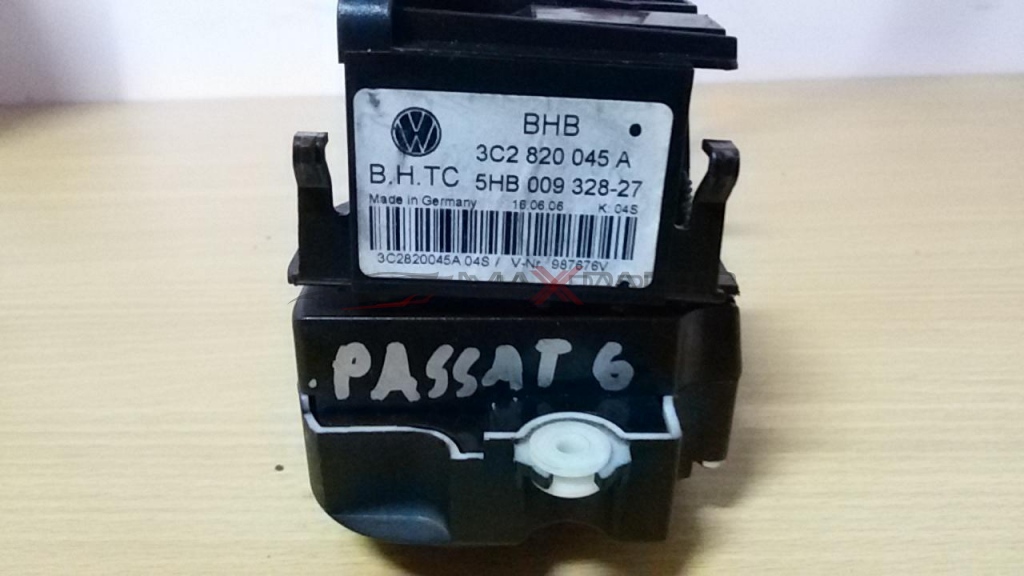 BHB
3C2 820 045 A
B.H.TC 5HB 009 328-27
Made in Germany 16.06.06 K: 04S
3C2820045A 04S / V-Nr. 987676V
PASSAT 6